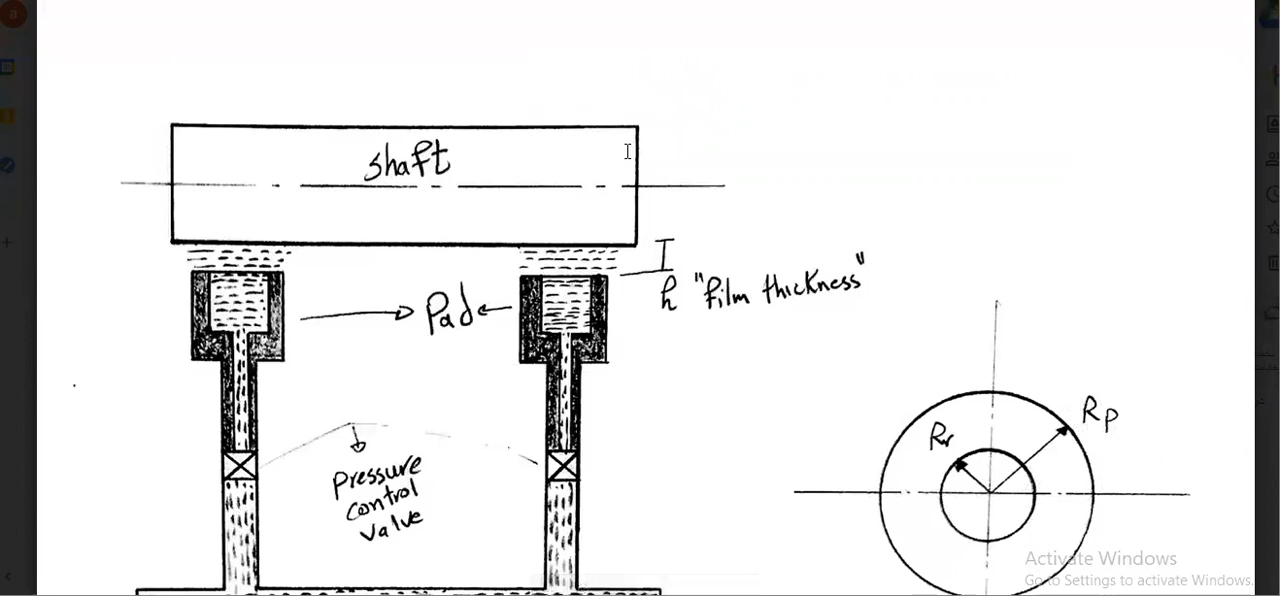 shaft
h "film thickness"
Pad
Pressure
control
valve
Rr
Rp
Activate Windows
Go to Settings to activate Windows.